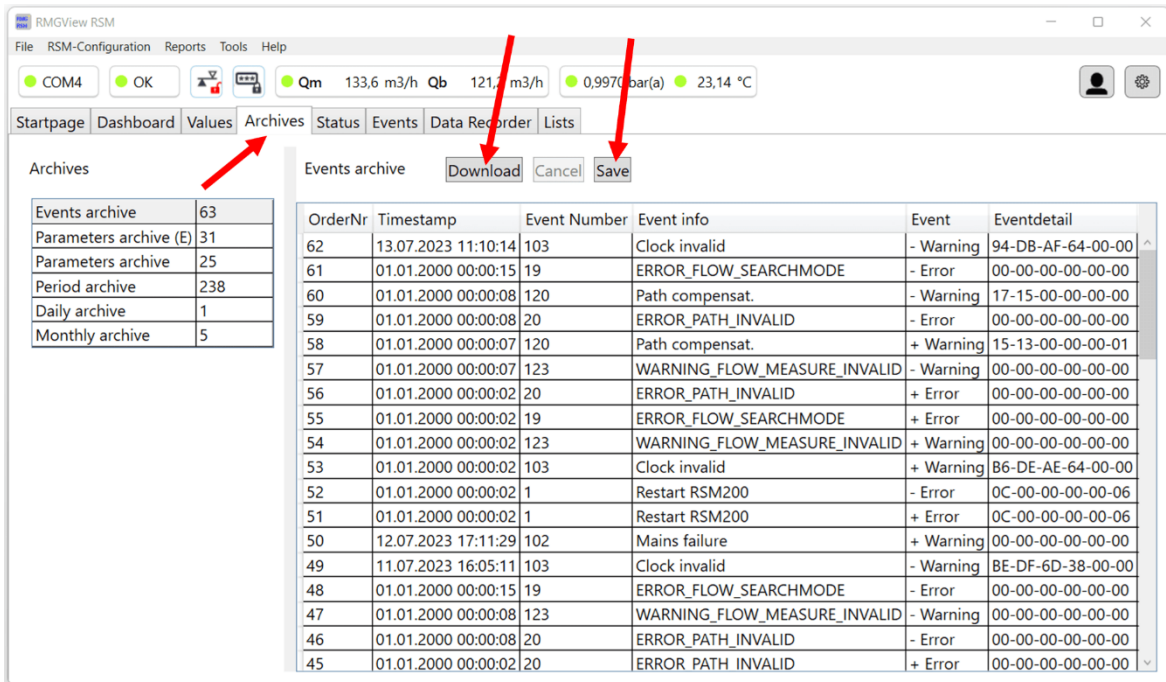 RMG RSM RMGView RSM
File RSM-Configuration Reports Tools Help
COM4 OK *** Qm 133,6 m3/h Qb 121,2 m3/h 0,9970 bar(a) 23,14 °C
Startpage Dashboard Values Archives Status Events Data Recorder Lists
Archives Events archive Download Cancel Save
Events archive 63
Parameters archive (E) 31
Parameters archive 25
Period archive 238
Daily archive 1
Monthly archive 5
OrderNr Timestamp Event Number Event info Event Eventdetail
62 13.07.2023 11:10:14 103 Clock invalid - Warning 94-DB-AF-64-00-00
61 01.01.2000 00:00:15 19 ERROR_FLOW_SEARCHMODE - Error 00-00-00-00-00-00
60 01.01.2000 00:00:08 120 Path compensat. - Warning 17-15-00-00-00-00
59 01.01.2000 00:00:08 20 ERROR_PATH_INVALID - Error 00-00-00-00-00-00
58 01.01.2000 00:00:07 120 Path compensat. + Warning 15-13-00-00-00-01
57 01.01.2000 00:00:07 123 WARNING_FLOW_MEASURE_INVALID - Warning 00-00-00-00-00-00
56 01.01.2000 00:00:02 20 ERROR_PATH_INVALID + Error 00-00-00-00-00-00
55 01.01.2000 00:00:02 19 ERROR_FLOW_SEARCHMODE + Error 00-00-00-00-00-00
54 01.01.2000 00:00:02 123 WARNING_FLOW_MEASURE_INVALID + Warning 00-00-00-00-00-00
53 01.01.2000 00:00:02 103 Clock invalid + Warning B6-DE-AE-64-00-00
52 01.01.2000 00:00:02 1 Restart RSM200 - Error 0C-00-00-00-00-06
51 01.01.2000 00:00:02 1 Restart RSM200 + Error 0C-00-00-00-00-06
50 12.07.2023 17:11:29 102 Mains failure + Warning 00-00-00-00-00-00
49 11.07.2023 16:05:11 103 Clock invalid - Warning BE-DF-6D-38-00-00
48 01.01.2000 00:00:15 19 ERROR_FLOW_SEARCHMODE - Error 00-00-00-00-00-00
47 01.01.2000 00:00:08 123 WARNING_FLOW_MEASURE_INVALID - Warning 00-00-00-00-00-00
46 01.01.2000 00:00:08 20 ERROR_PATH_INVALID - Error 00-00-00-00-00-00
45 01.01.2000 00:00:02 20 ERROR_PATH_INVALID + Error 00-00-00-00-00-00